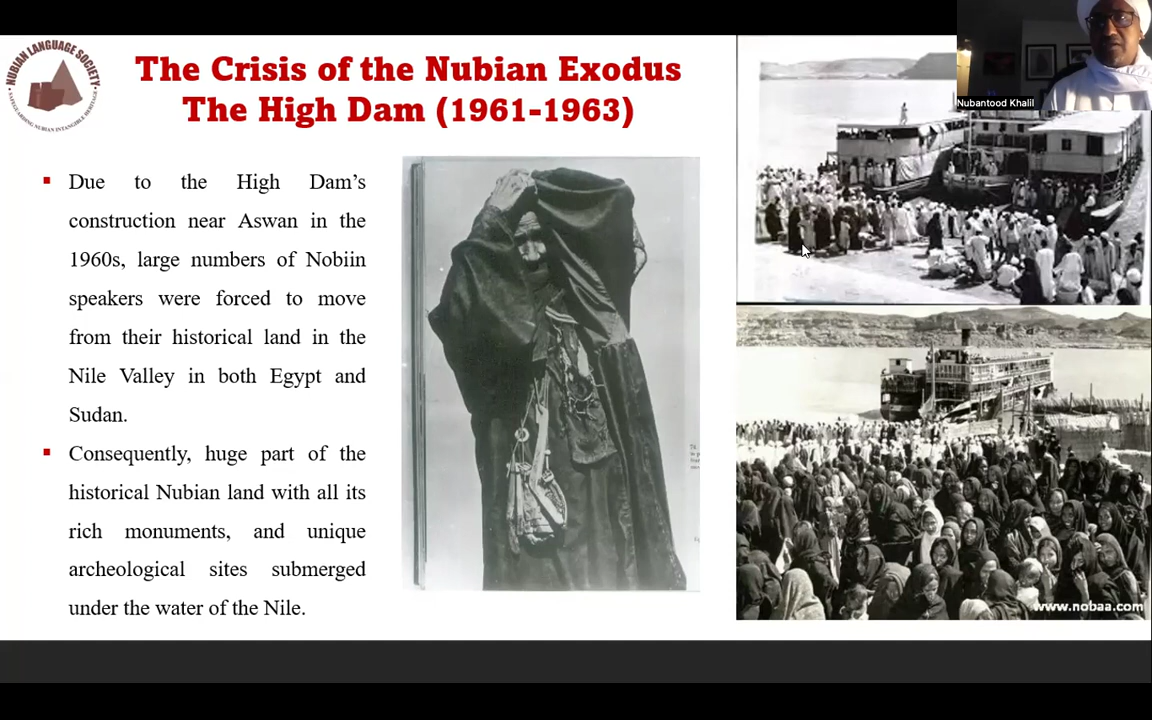 NUBIAN LANGUAGE SOCIETY
• SAFEGUARDING NUBIAN INTANGIBLE HERITAGE •
The Crisis of the Nubian Exodus
The High Dam (1961-1963)
Nubantood Khalil
▪ Due to the High Dam’s
construction near Aswan in the
1960s, large numbers of Nobiin
speakers were forced to move
from their historical land in the
Nile Valley in both Egypt and
Sudan.
▪ Consequently, huge part of the
historical Nubian land with all its
rich monuments, and unique
archeological sites submerged
under the water of the Nile.
www.nobaa.com